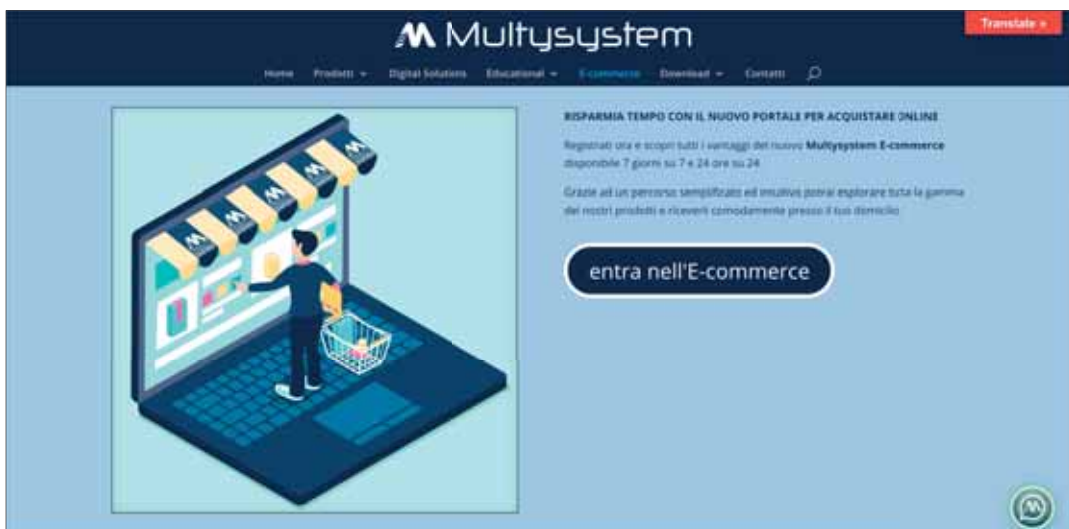 Multysystem
Translate »
Home Prodotti Digital Solutions Educational E-commerce Download Contatti
RISPARMIA TEMPO CON IL NUOVO PORTALE PER ACQUISTARE ONLINE
Registrati ora e scopri tutti i vantaggi del nuovo Multysystem E-commerce
disponibile 7 giorni su 7 e 24 ore su 24
Grazie ad un percorso semplificato ed intuitivo potrai esplorare tutta la gamma
dei nostri prodotti e riceverli comodamente presso il tuo domicilio
entra nell'E-commerce